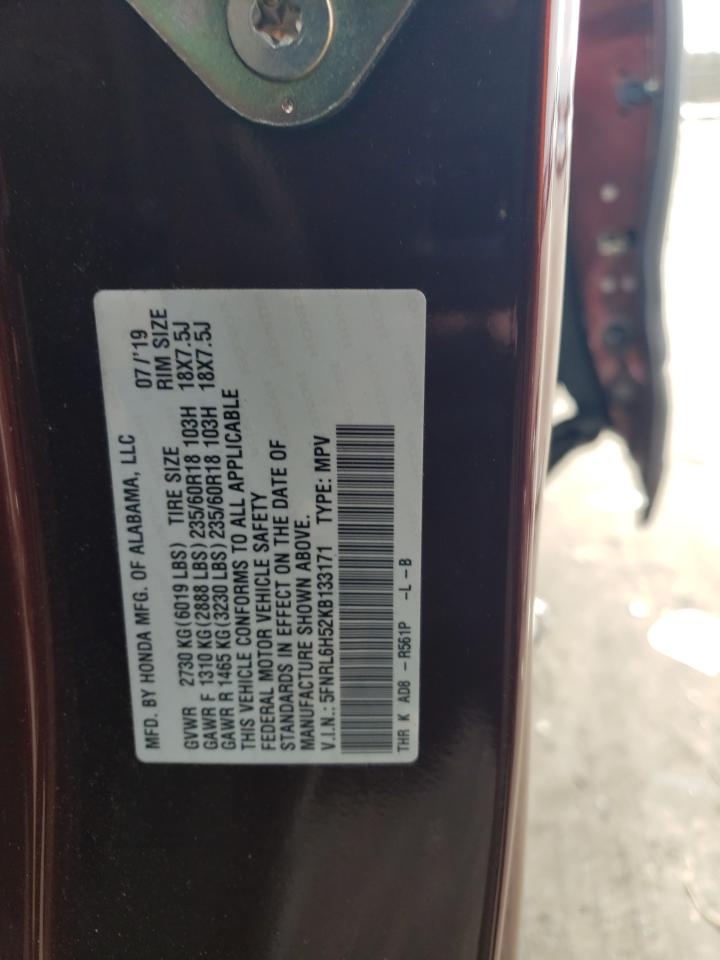 MFD. BY HONDA MFG. OF ALABAMA, LLC 07/'19
GVWR 2730 KG(6019 LBS) TIRE SIZE RIM SIZE
GAWR F 1310 KG(2888 LBS)235/60R18 103H 18X7.5J
GAWR R 1465 KG(3230 LBS)235/60R18 103H 18X7.5J
THIS VEHICLE CONFORMS TO ALL APPLICABLE
FEDERAL MOTOR VEHICLE SAFETY
STANDARDS IN EFFECT ON THE DATE OF
MANUFACTURE SHOWN ABOVE.
V.I.N.: 5FNRL6H52KB133171 TYPE: MPV
THR K AD8 -R561P -L-B